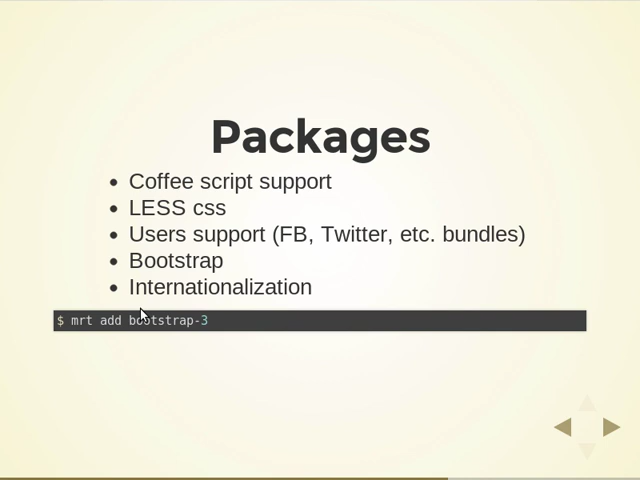 Packages
Coffee script support
LESS css
Users support (FB, Twitter, etc. bundles)
Bootstrap
Internationalization
$ mrt add bootstrap-3